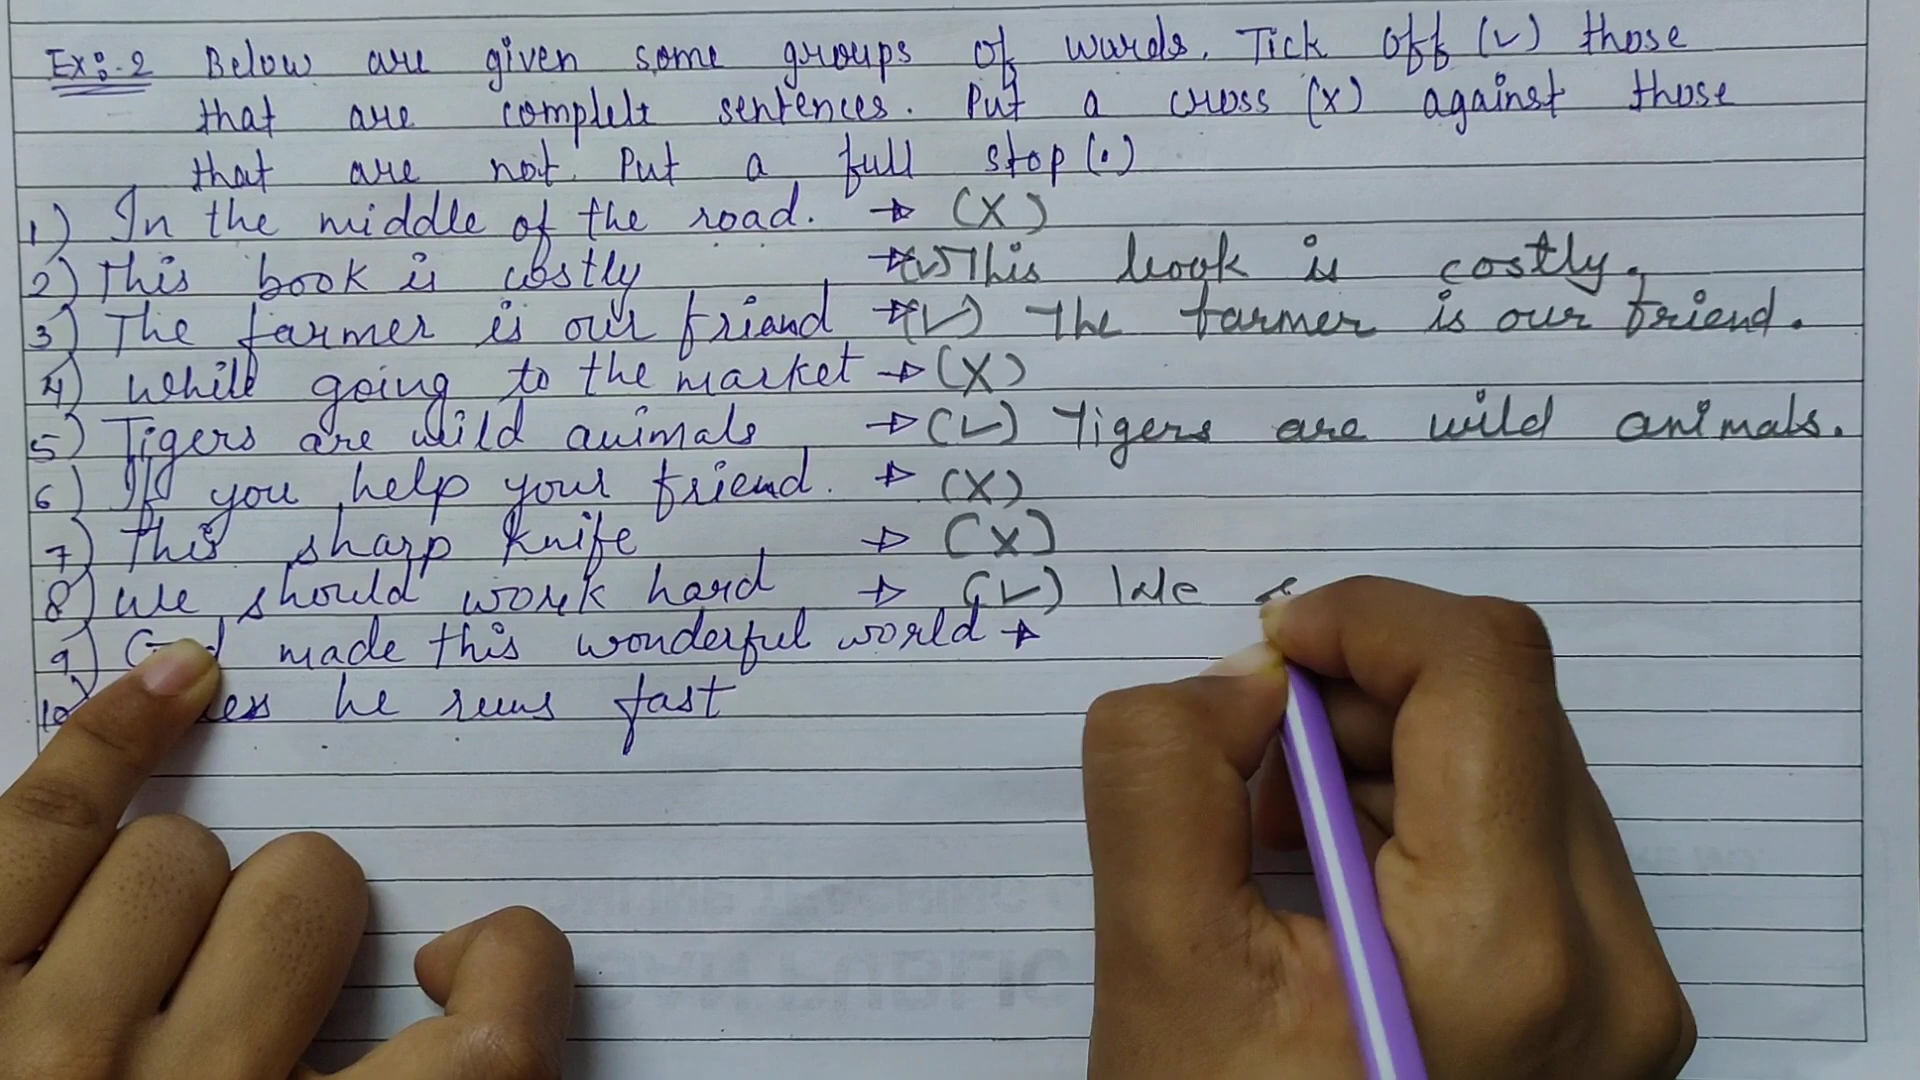 Ex:-2 Below are given some groups of words. Tick off (✓) those
that are complete sentences. Put a cross (x) against those
that are not. Put a full stop (.)
1) In the middle of the road. → (X)
2) This book is costly → (✓) This book is costly.
3) The farmer is our friend → (✓) The farmer is our friend.
4) While going to the market → (X)
5) Tigers are wild animals → (✓) Tigers are wild animals.
6) If you help your friend. → (X)
7) This sharp knife → (X)
8) We should work hard → (✓) We
9) made this wonderful world →
10) he runs fast